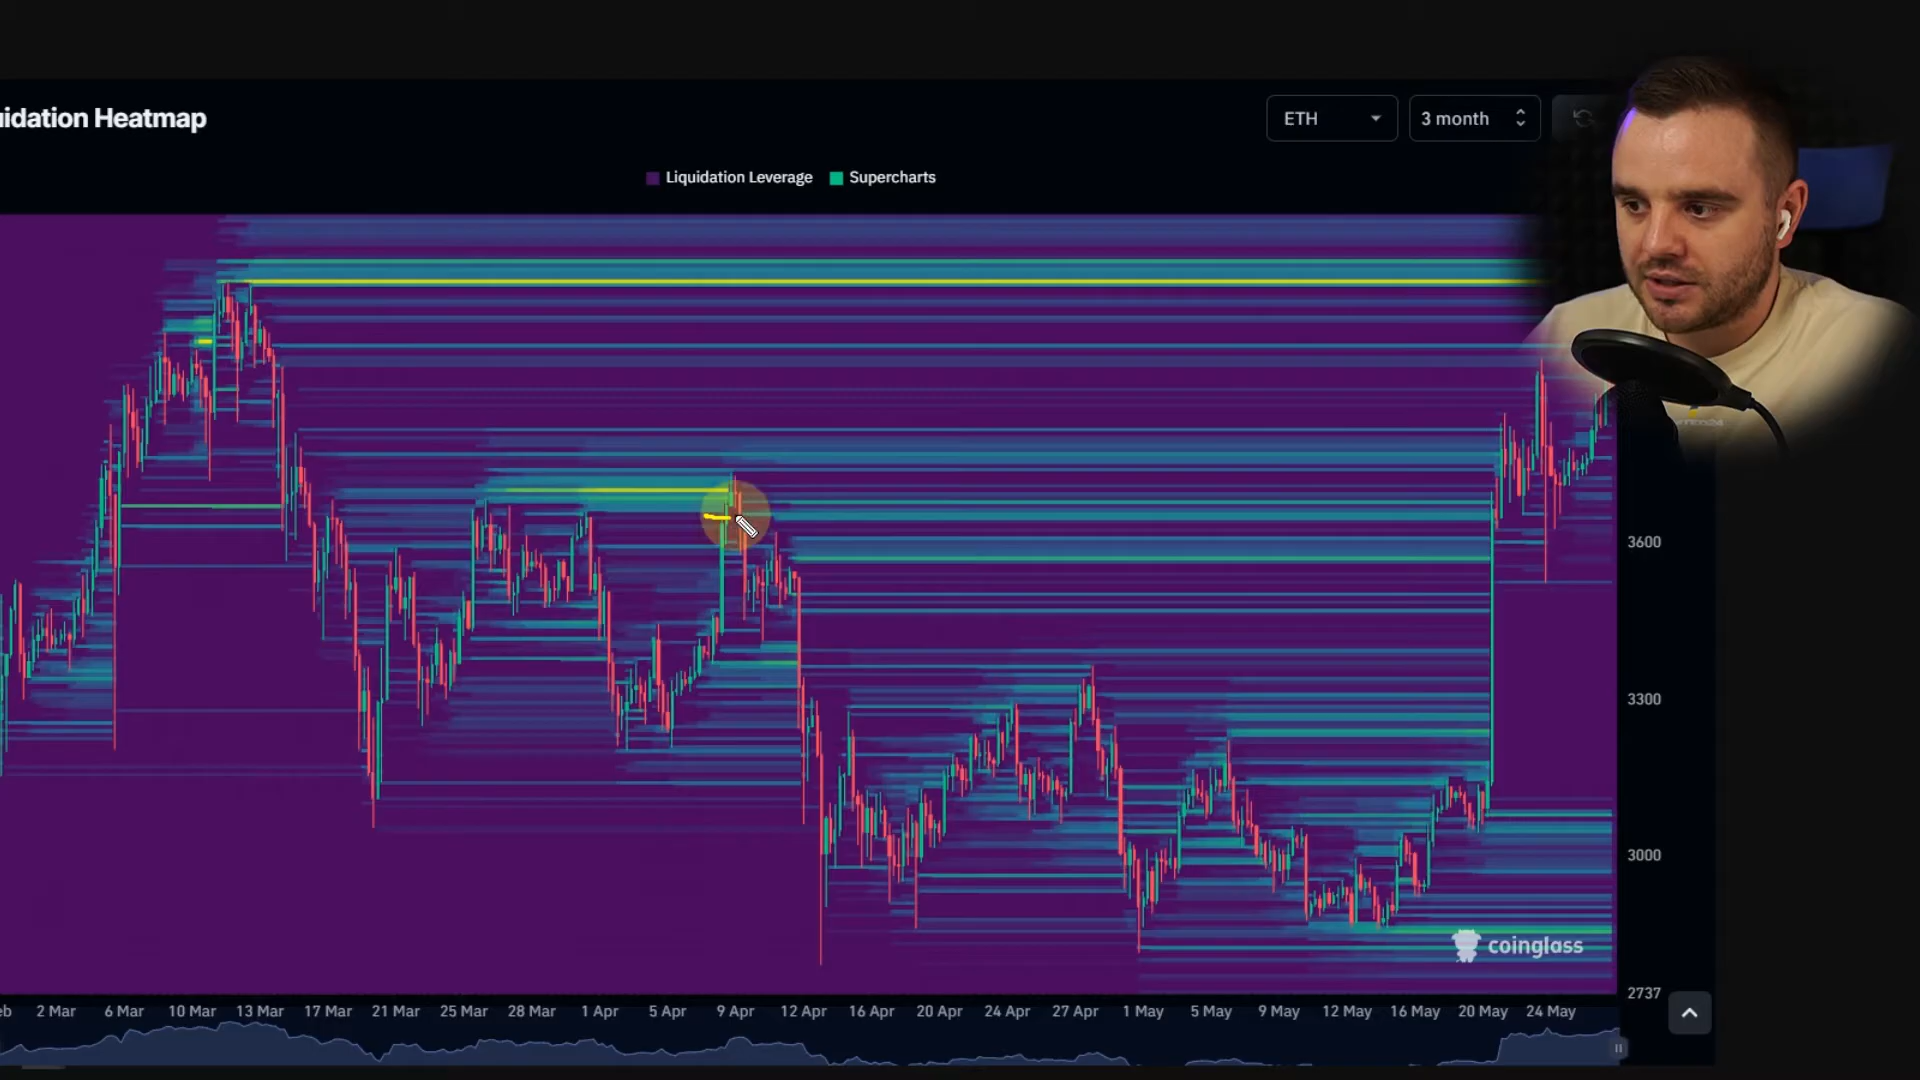 uidation Heatmap
ETH
3 month
Liquidation Leverage
Supercharts
3600
3300
3000
2737
coinglass
eb 2 Mar 6 Mar 10 Mar 13 Mar 17 Mar 21 Mar 25 Mar 28 Mar 1 Apr 5 Apr 9 Apr 12 Apr 16 Apr 20 Apr 24 Apr 27 Apr 1 May 5 May 9 May 12 May 16 May 20 May 24 May